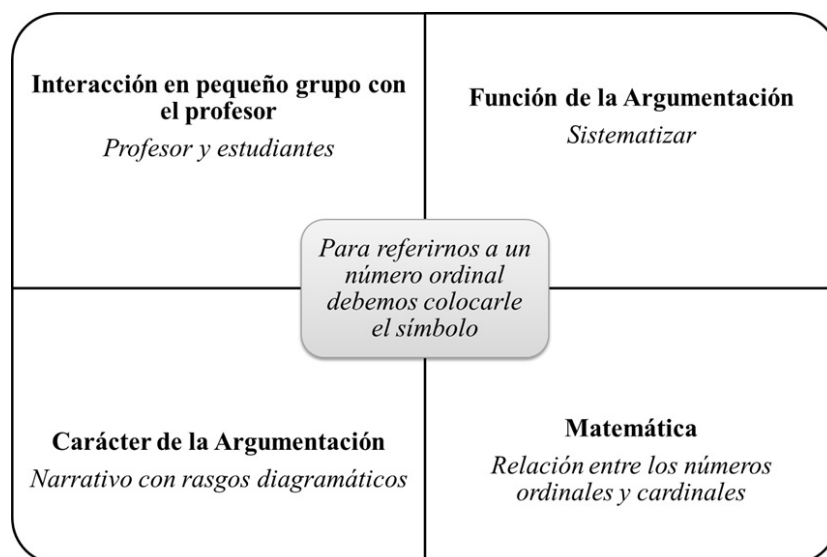 Interacción en pequeño grupo con
el profesor
Profesor y estudiantes
Función de la Argumentación
Sistematizar
Para referirnos a un
número ordinal
debemos colocarle
el símbolo
Carácter de la Argumentación
Narrativo con rasgos diagramáticos
Matemática
Relación entre los números
ordinales y cardinales